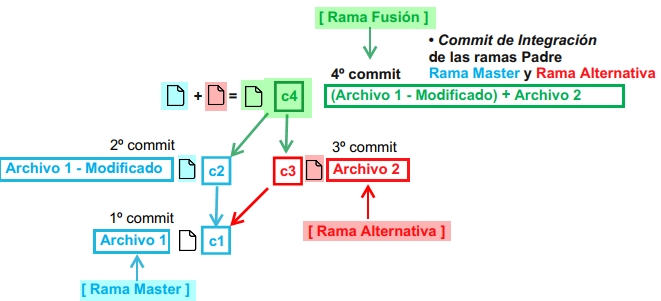 [ Rama Fusión ]
• Commit de Integración
de las ramas Padre
Rama Master y Rama Alternativa
4º commit
+ = c4 (Archivo 1 - Modificado) + Archivo 2
2º commit
Archivo 1 - Modificado c2
3º commit
c3 Archivo 2
1º commit
Archivo 1 c1
[ Rama Alternativa ]
[ Rama Master ]